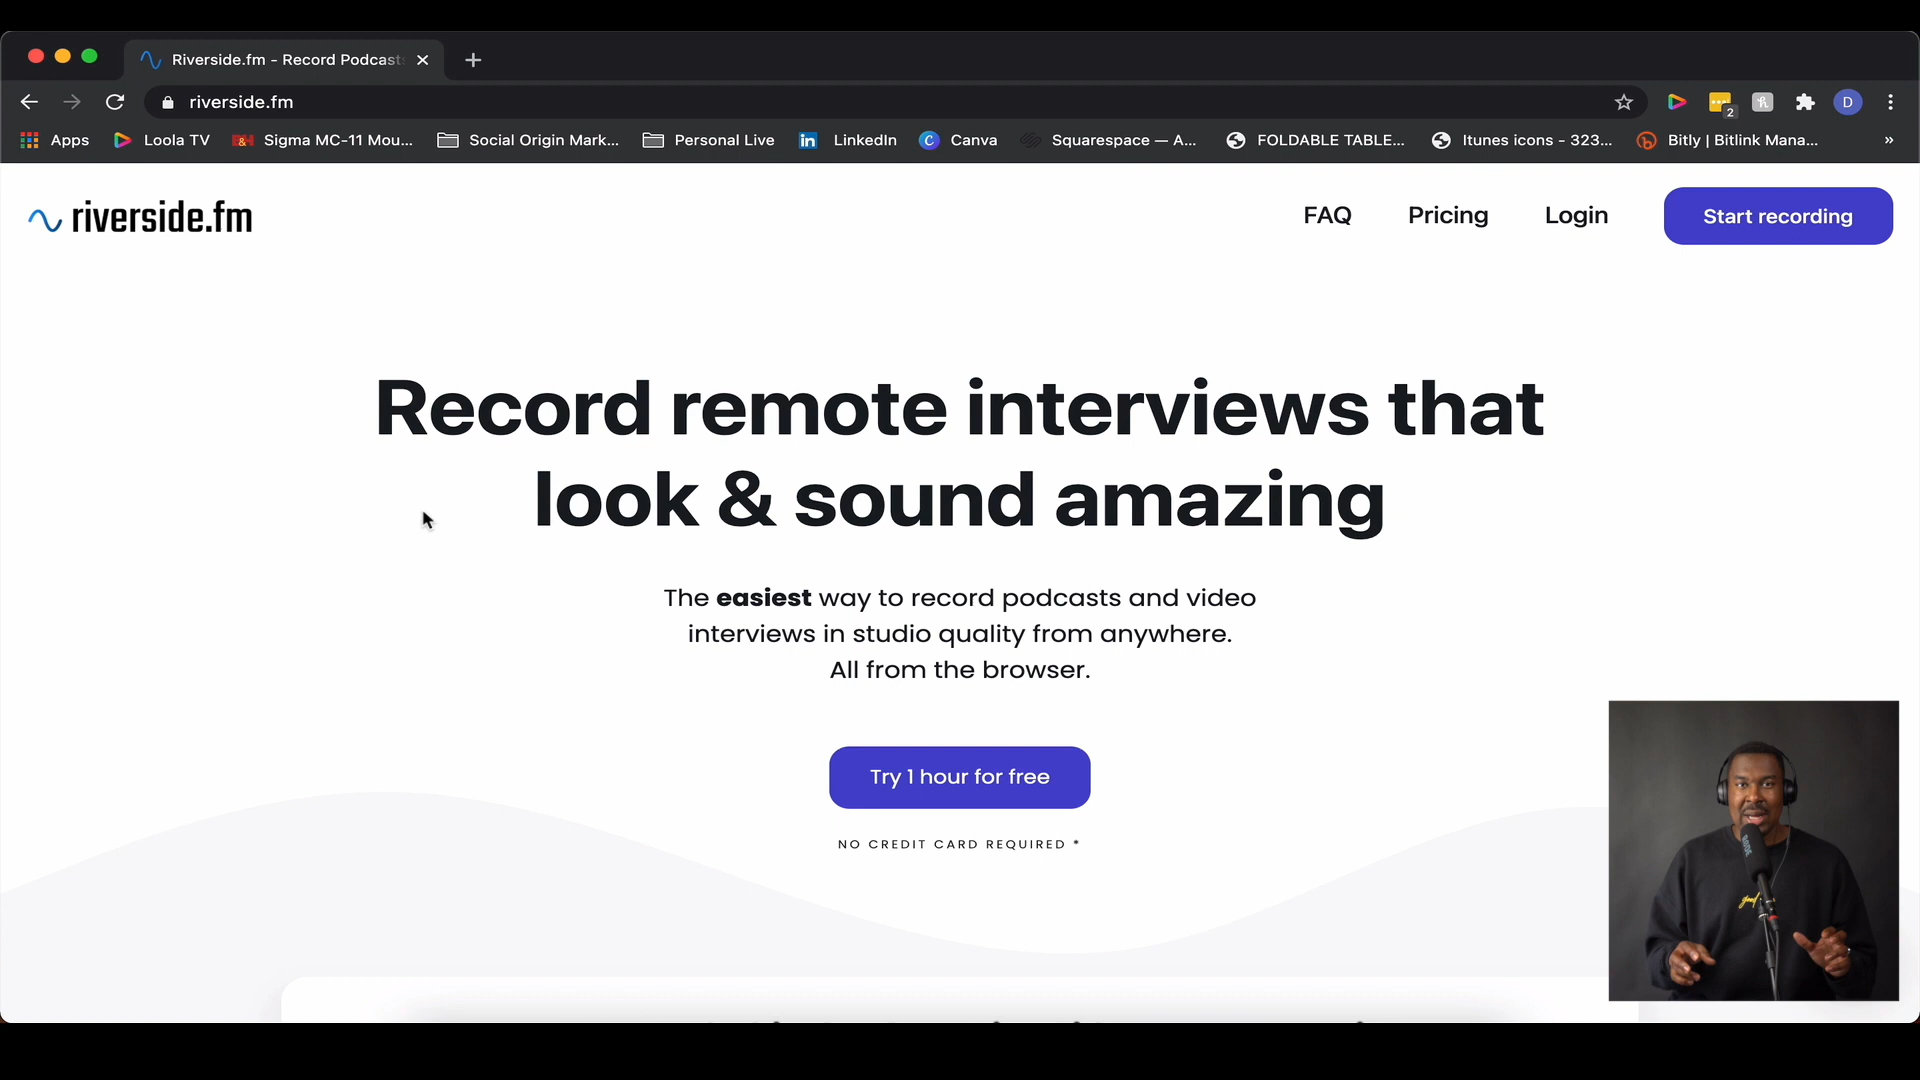 Riverside.fm - Record Podcast
riverside.fm
2
D
Apps
Loola TV
Sigma MC-11 Mou...
Social Origin Mark...
Personal Live
LinkedIn
Canva
Squarespace — A...
FOLDABLE TABLE...
Itunes icons - 323...
Bitly | Bitlink Mana...
»
riverside.fm
FAQ
Pricing
Login
Start recording
Record remote interviews that
look & sound amazing
The easiest way to record podcasts and video
interviews in studio quality from anywhere.
All from the browser.
Try 1 hour for free
NO CREDIT CARD REQUIRED *
RODE
good